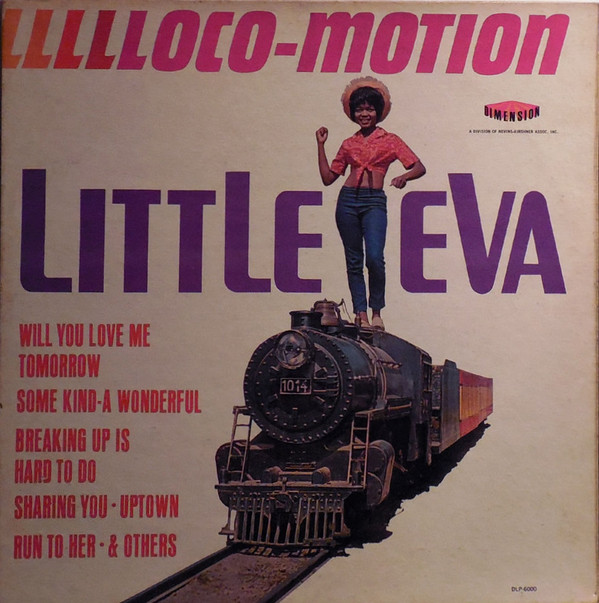 LLLLLOCO-MOTION
DIMENSION
A DIVISION OF NEVINS-KIRSHNER ASSOC., INC.
LITTLE EVA
WILL YOU LOVE ME
TOMORROW
SOME KIND-A WONDERFUL
BREAKING UP IS
HARD TO DO
SHARING YOU • UPTOWN
RUN TO HER • & OTHERS
1014
DLP-6000